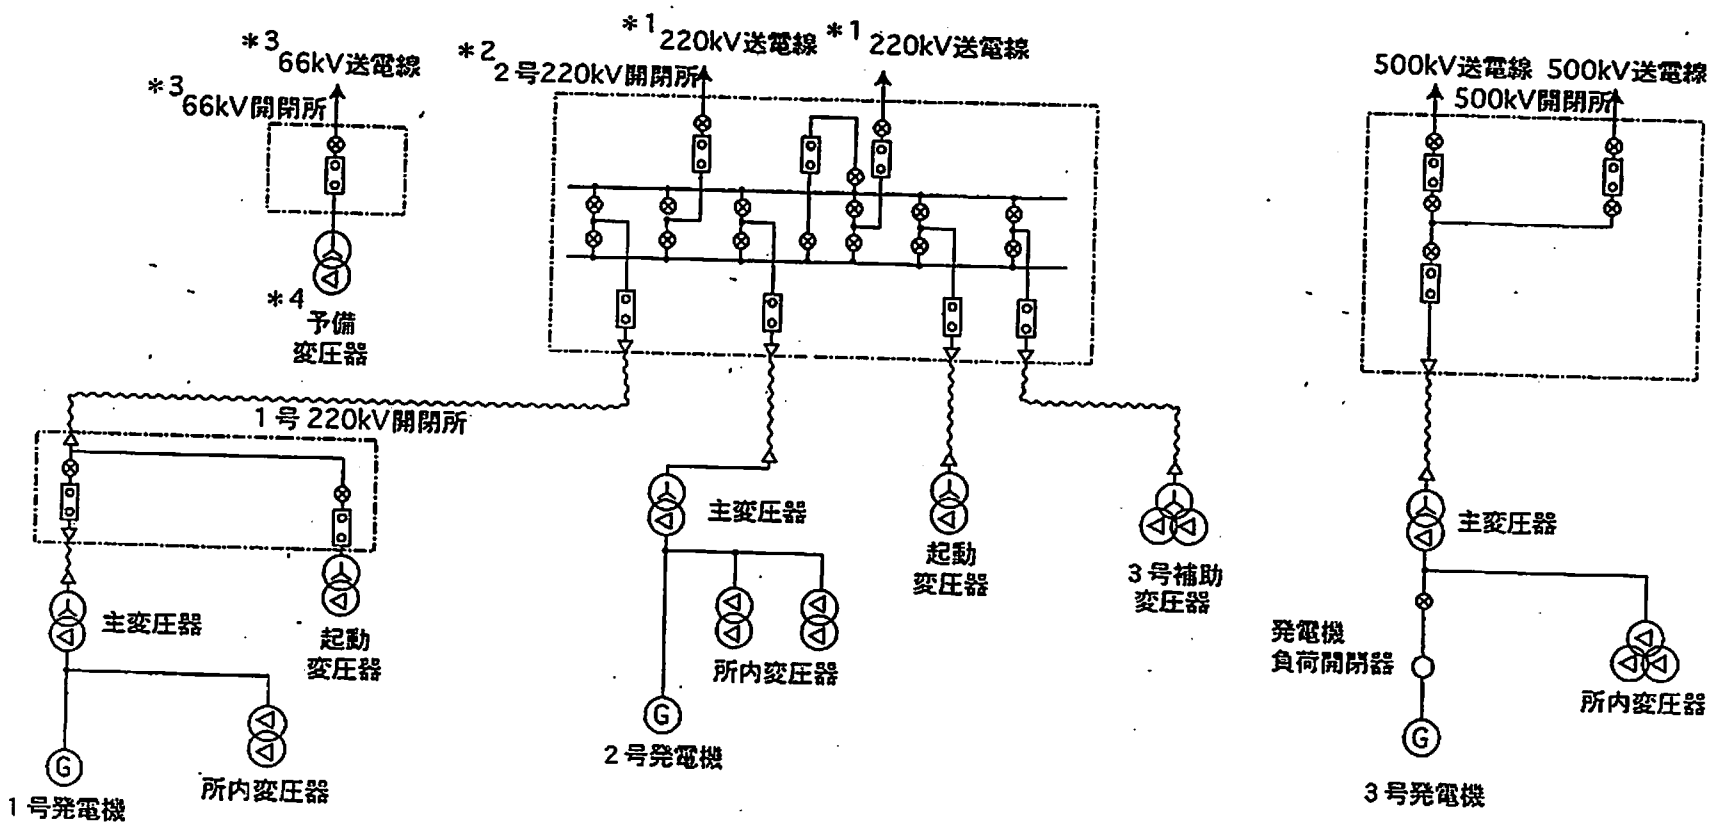 *3 66kV送電線
*3 66kV開閉所
*4
予備
変圧器
*1 220kV送電線
*1 220kV送電線
*2 2号220kV開閉所
500kV送電線
500kV送電線
500kV開閉所
1号220kV開閉所
主変圧器
起動
変圧器
所内変圧器
G
1号発電機
主変圧器
所内変圧器
G
2号発電機
起動
変圧器
3号補助
変圧器
主変圧器
発電機
負荷開閉器
所内変圧器
G
3号発電機